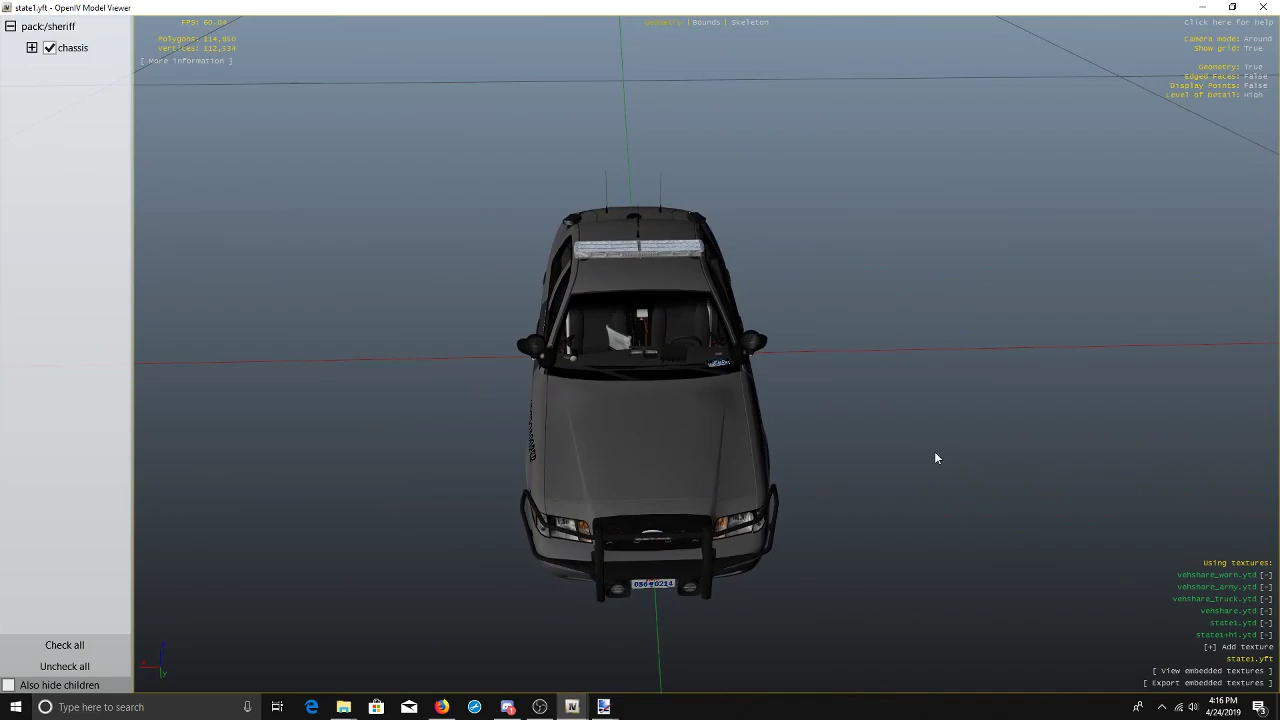 state1.yft - OpenIV Model Viewer
pack/sheriff
chassis
FPS: 60.04
Polygons: 114,860
Vertices: 112,934
[ More information ]
Geometry | Bounds | Skeleton
Click here for help
Camera mode: Around
Show grid: True
Geometry: True
Edged Faces: False
Display Points: False
Level of Detail: High
Using textures:
vehshare_worn.ytd [-]
vehshare_army.ytd [-]
vehshare_truck.ytd [-]
vehshare.ytd [-]
state1.ytd [-]
state1+hi.ytd [-]
[+] Add texture
state1.yft
[ View embedded textures ]
[ Export embedded textures ]
Check all
Uncheck all
Also hide children
x
y
Type here to search
4:16 PM
4/24/2019